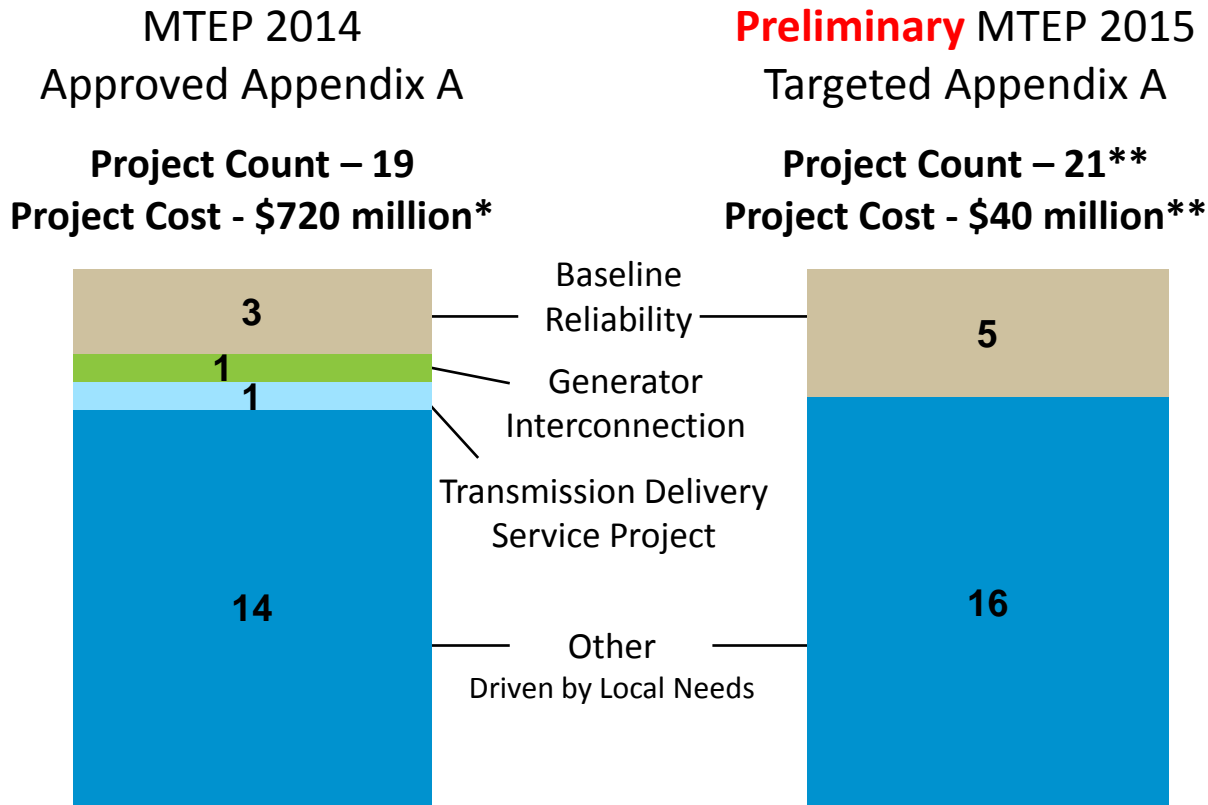 MTEP 2014
Approved Appendix A
Project Count – 19
Project Cost - $720 million*
Preliminary MTEP 2015
Targeted Appendix A
Project Count – 21**
Project Cost - $40 million**
3
1
1
14
Baseline
Reliability
Generator
Interconnection
Transmission Delivery
Service Project
Other
Driven by Local Needs
5
16